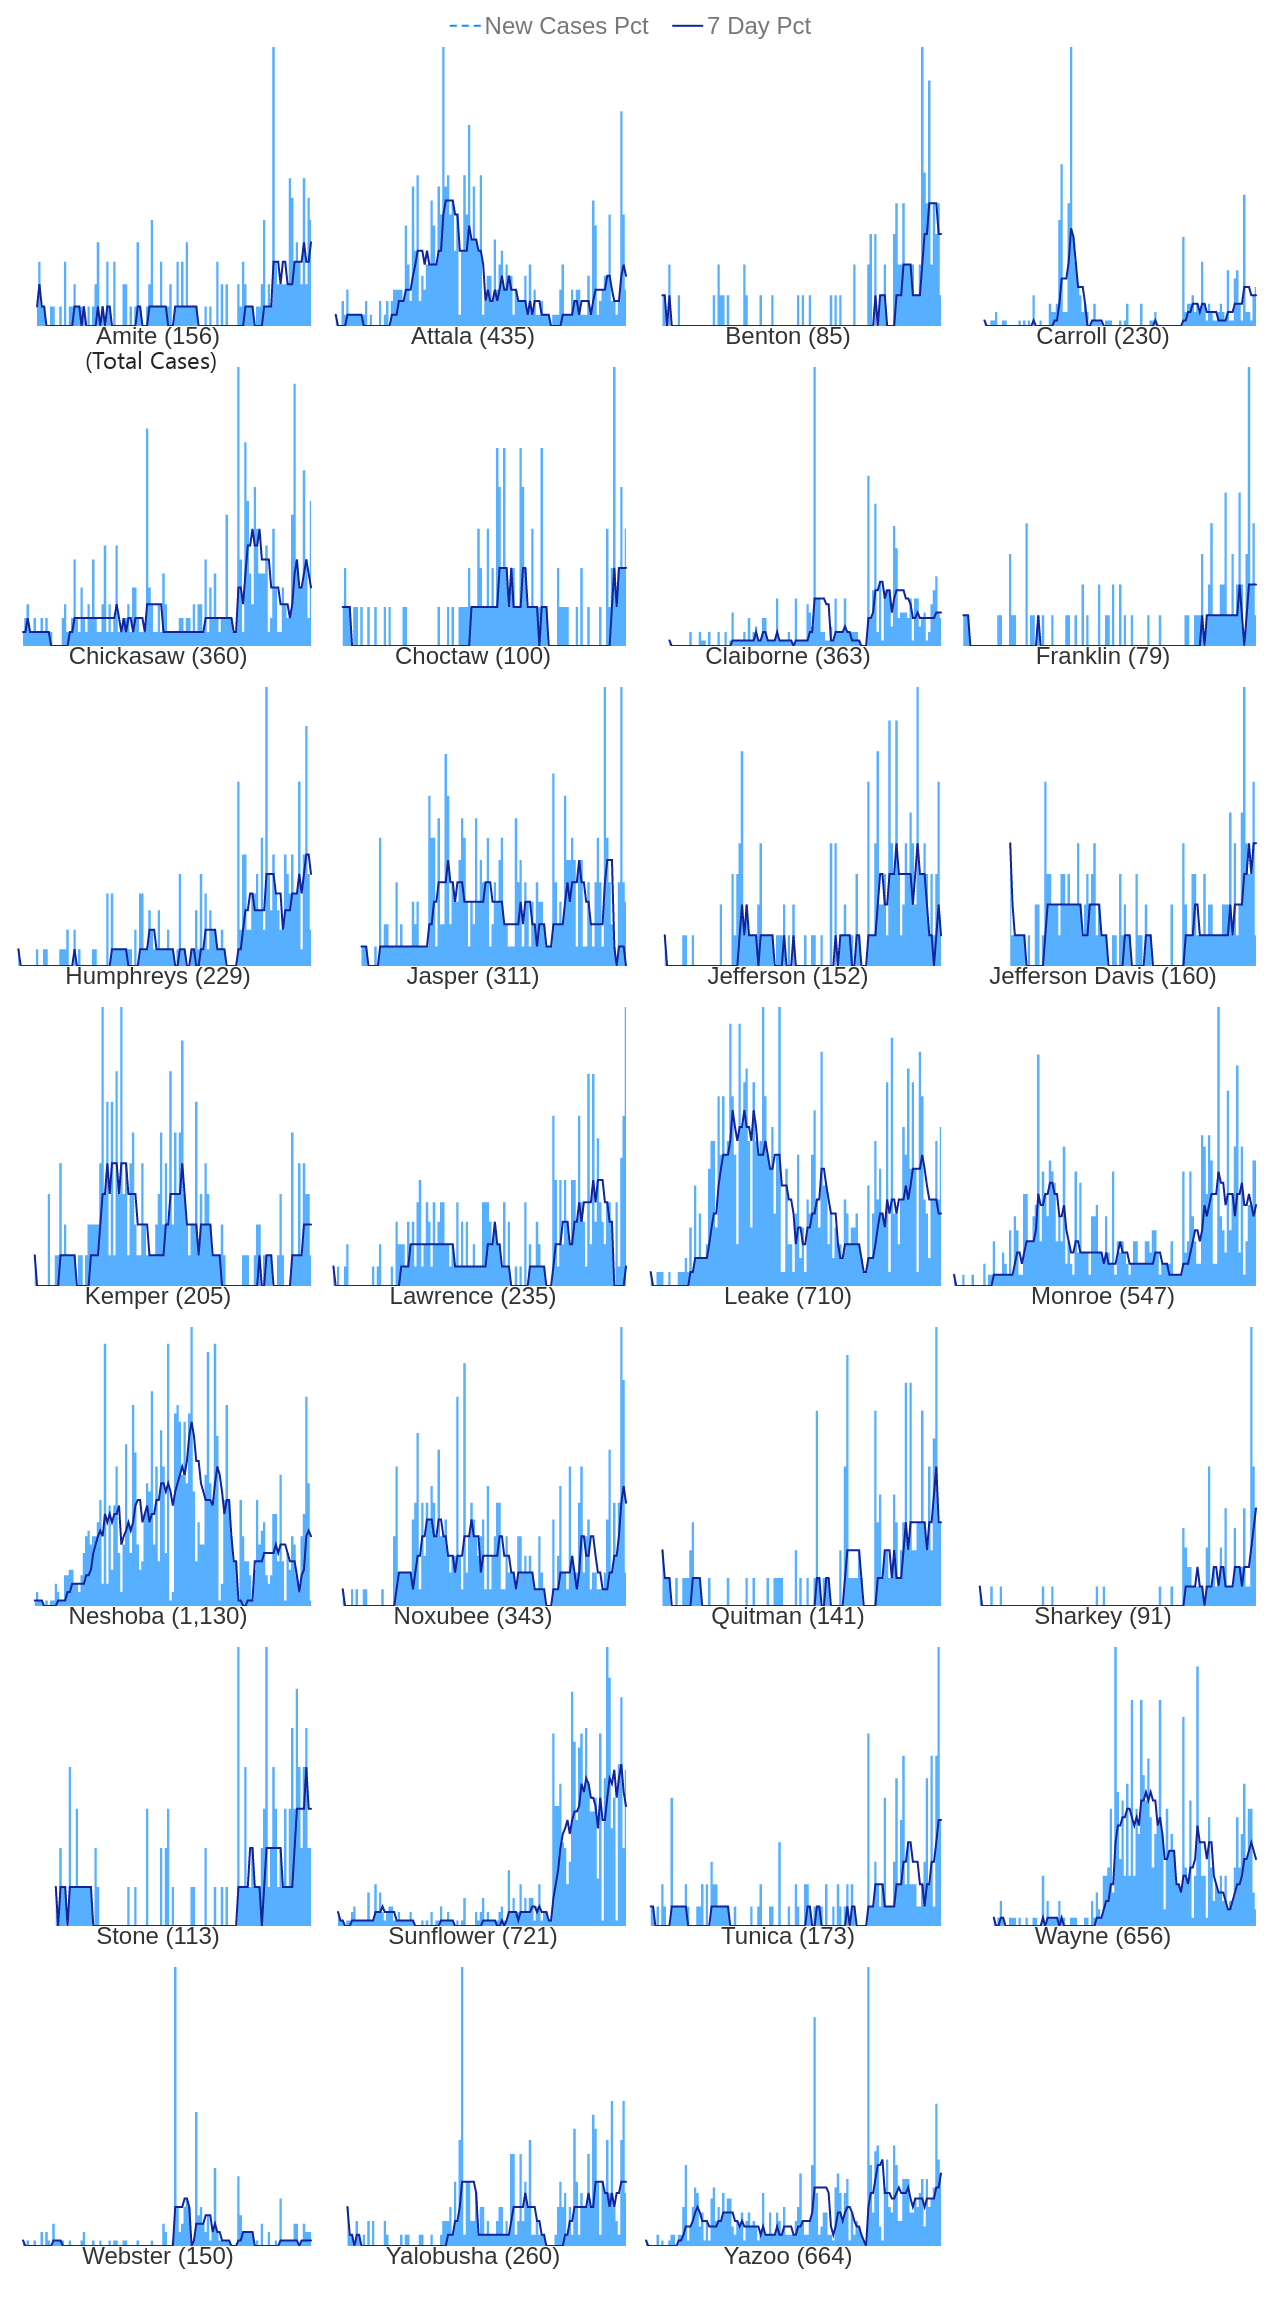 New Cases Pct 7 Day Pct
Amite (156) Attala (435) Benton (85) Carroll (230)
(Total Cases)
Chickasaw (360) Choctaw (100) Claiborne (363) Franklin (79)
Humphreys (229) Jasper (311) Jefferson (152) Jefferson Davis (160)
Kemper (205) Lawrence (235) Leake (710) Monroe (547)
Neshoba (1,130) Noxubee (343) Quitman (141) Sharkey (91)
Stone (113) Sunflower (721) Tunica (173) Wayne (656)
Webster (150) Yalobusha (260) Yazoo (664)